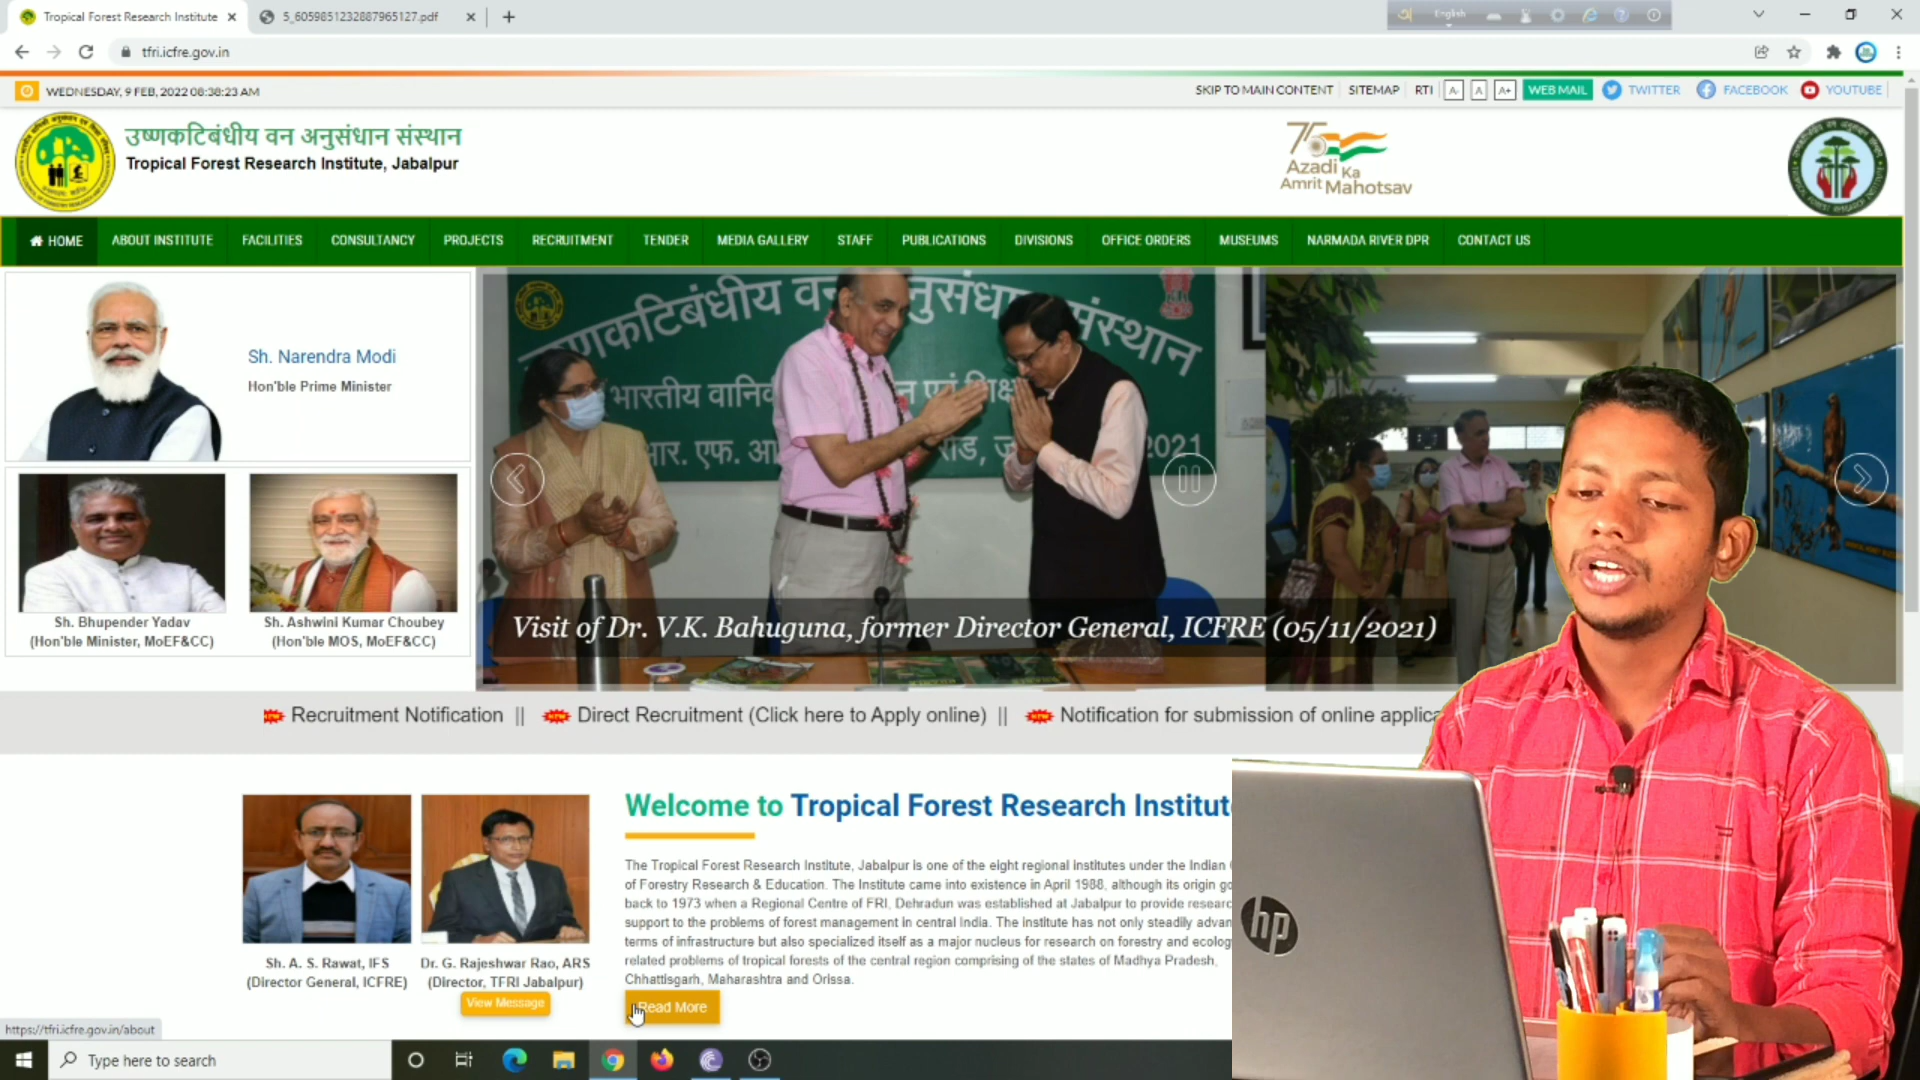 Tropical Forest Research Institute
5_6059851232887965127.pdf
English
tfri.icfre.gov.in
WEDNESDAY, 9 FEB, 2022 08:38:23 AM
SKIP TO MAIN CONTENT
SITEMAP
RTI
A-
A
A+
WEB MAIL
TWITTER
FACEBOOK
YOUTUBE
उष्णकटिबंधीय वन अनुसंधान संस्थान
Tropical Forest Research Institute, Jabalpur
75
Azadi Ka
Amrit Mahotsav
HOME
ABOUT INSTITUTE
FACILITIES
CONSULTANCY
PROJECTS
RECRUITMENT
TENDER
MEDIA GALLERY
STAFF
PUBLICATIONS
DIVISIONS
OFFICE ORDERS
MUSEUMS
NARMADA RIVER DPR
CONTACT US
Sh. Narendra Modi
Hon'ble Prime Minister
Sh. Bhupender Yadav
(Hon'ble Minister, MoEF&CC)
Sh. Ashwini Kumar Choubey
(Hon'ble MOS, MoEF&CC)
संस्थान
भारतीय
2021
Visit of Dr. V.K. Bahuguna, former Director General, ICFRE (05/11/2021)
Recruitment Notification || Direct Recruitment (Click here to Apply online) || Notification for submission of online applica
Sh. A. S. Rawat, IFS
(Director General, ICFRE)
Dr. G. Rajeshwar Rao, ARS
(Director, TFRI Jabalpur)
View Message
Welcome to Tropical Forest Research Institut
The Tropical Forest Research Institute, Jabalpur is one of the eight regional institutes under the Indian
of Forestry Research & Education. The Institute came into existence in April 1988, although its origin go
back to 1973 when a Regional Centre of FRI, Dehradun was established at Jabalpur to provide researc
support to the problems of forest management in central India. The institute has not only steadily advan
terms of infrastructure but also specialized itself as a major nucleus for research on forestry and ecolog
related problems of tropical forests of the central region comprising of the states of Madhya Pradesh,
Chhattisgarh, Maharashtra and Orissa.
Read More
https://tfri.icfre.gov.in/about
Type here to search
hp